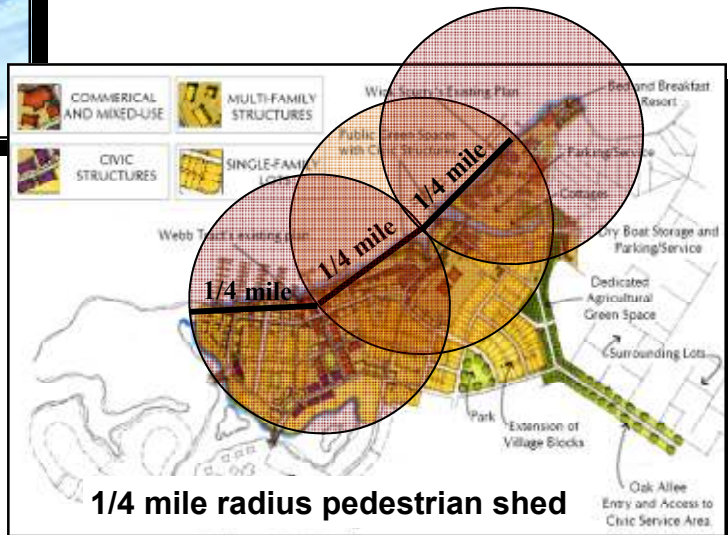 COMMERICAL
AND MIXED-USE
MULTI-FAMILY
STRUCTURES
CIVIC
STRUCTURES
SINGLE-FAMILY
Existing Plan
Bed and Breakfast
Resort
Public Green Spaces
with Civic Structures
Parking/Service
Cottages
1/4 mile
Webb Tract's existing plan
1/4 mile
1/4 mile
Dry Boat Storage and
Parking/Service
Dedicated
Agricultural
Green Space
Surrounding Lots
Park
Extension of
Village Blocks
Oak Allee
Entry and Access to
Civic Service Area
1/4 mile radius pedestrian shed